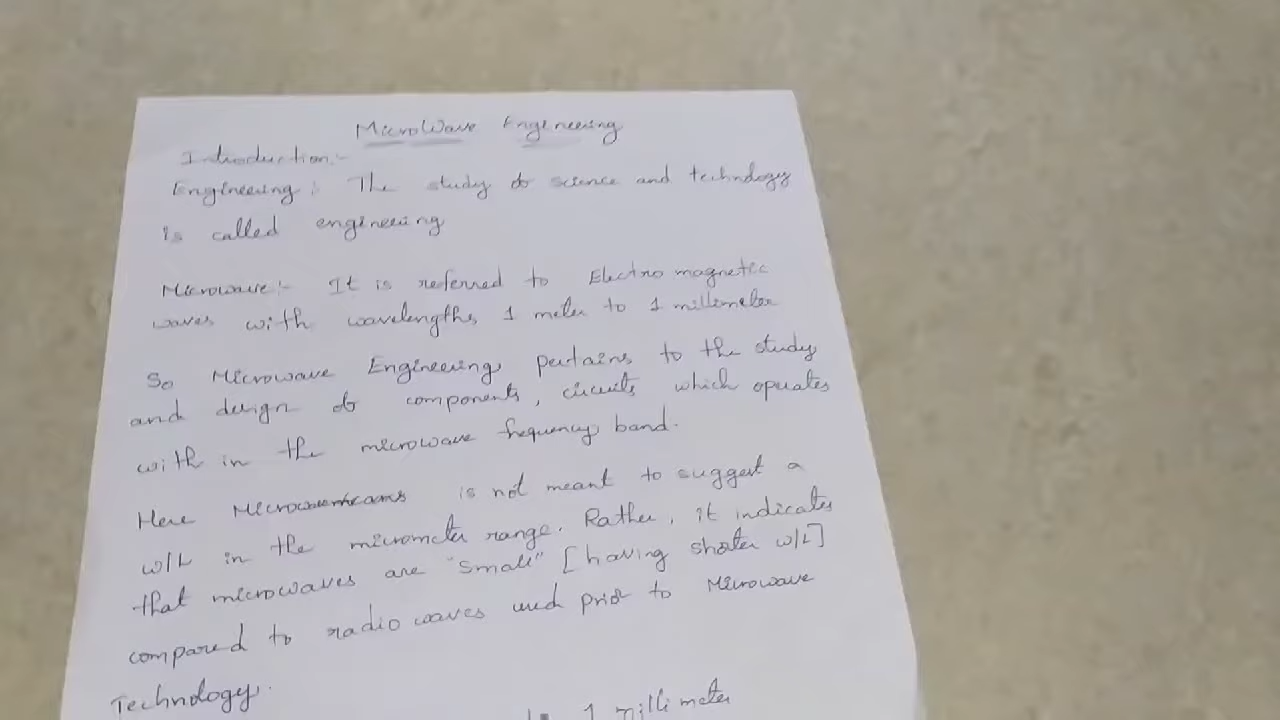 MicroWave Engineering
Introduction:-
Engineering: The study of science and technology
is called engineering
Microwave:- It is referred to Electro magnetic
waves with wavelengths 1 meter to 1 millimeter
So Microwave Engineering pertains to the study
and design of components, circuits which operates
with in the microwave frequency band.
Here Micro is not meant to suggest a
w/L in the micrometer range. Rather, it indicates
that microwaves are "small" [having shorter w/L]
compared to radio waves used prior to Microwave
Technology.
1 millimeter